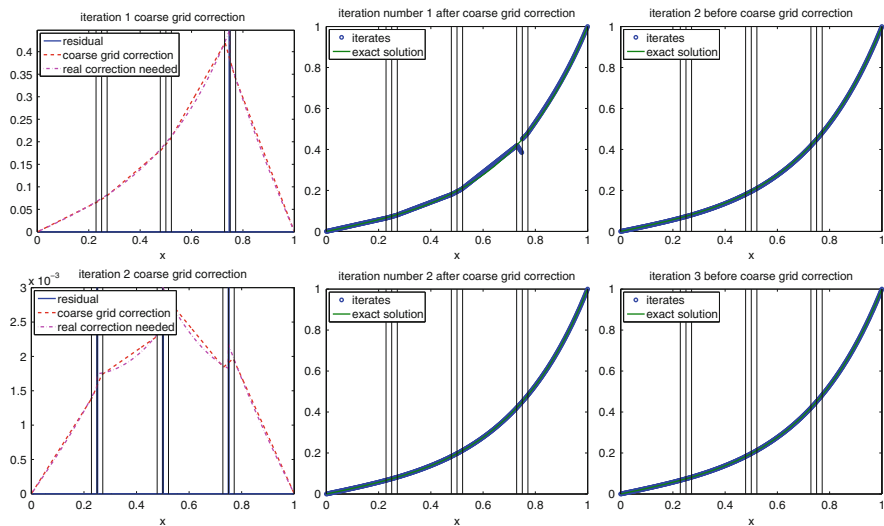 iteration 1 coarse grid correction
residual
coarse grid correction
real correction needed
0.4
0.35
0.3
0.25
0.2
0.15
0.1
0.05
0
0 0.2 0.4 0.6 0.8 1
x
iteration number 1 after coarse grid correction
iterates
exact solution
1
0.8
0.6
0.4
0.2
0
0 0.2 0.4 0.6 0.8 1
x
iteration 2 before coarse grid correction
iterates
exact solution
1
0.8
0.6
0.4
0.2
0
0 0.2 0.4 0.6 0.8 1
x
x 10⁻³
iteration 2 coarse grid correction
residual
coarse grid correction
real correction needed
3
2.5
2
1.5
1
0.5
0
0 0.2 0.4 0.6 0.8 1
x
iteration number 2 after coarse grid correction
iterates
exact solution
1
0.8
0.6
0.4
0.2
0
0 0.2 0.4 0.6 0.8 1
x
iteration 3 before coarse grid correction
iterates
exact solution
1
0.8
0.6
0.4
0.2
0
0 0.2 0.4 0.6 0.8 1
x